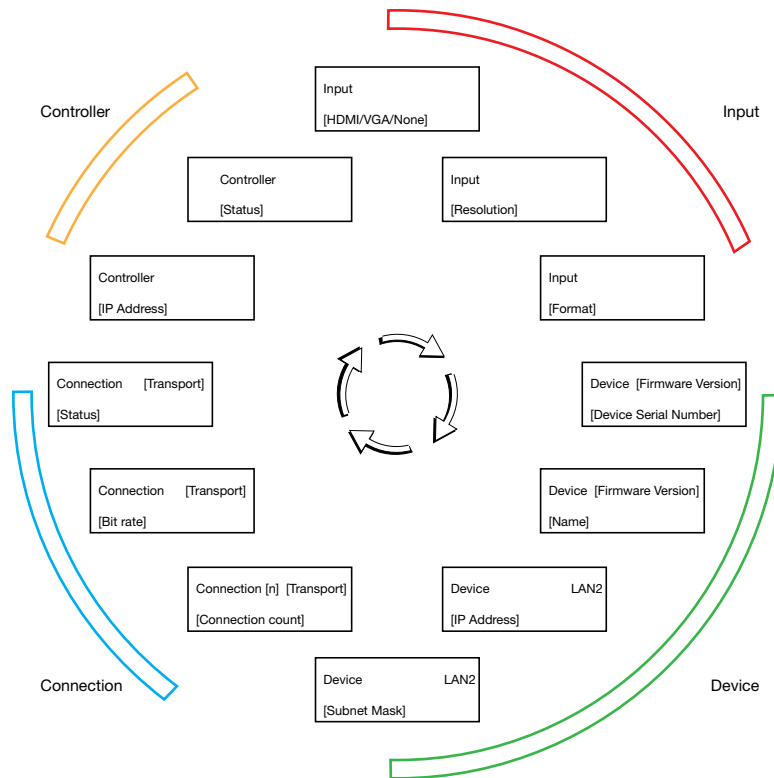 Controller
Input
Input
[HDMI/VGA/None]
Controller
[Status]
Input
[Resolution]
Controller
[IP Address]
Input
[Format]
Connection [Transport]
[Status]
Device [Firmware Version]
[Device Serial Number]
Connection [Transport]
[Bit rate]
Device [Firmware Version]
[Name]
Connection [n] [Transport]
[Connection count]
Device LAN2
[IP Address]
Connection
Device LAN2
[Subnet Mask]
Device